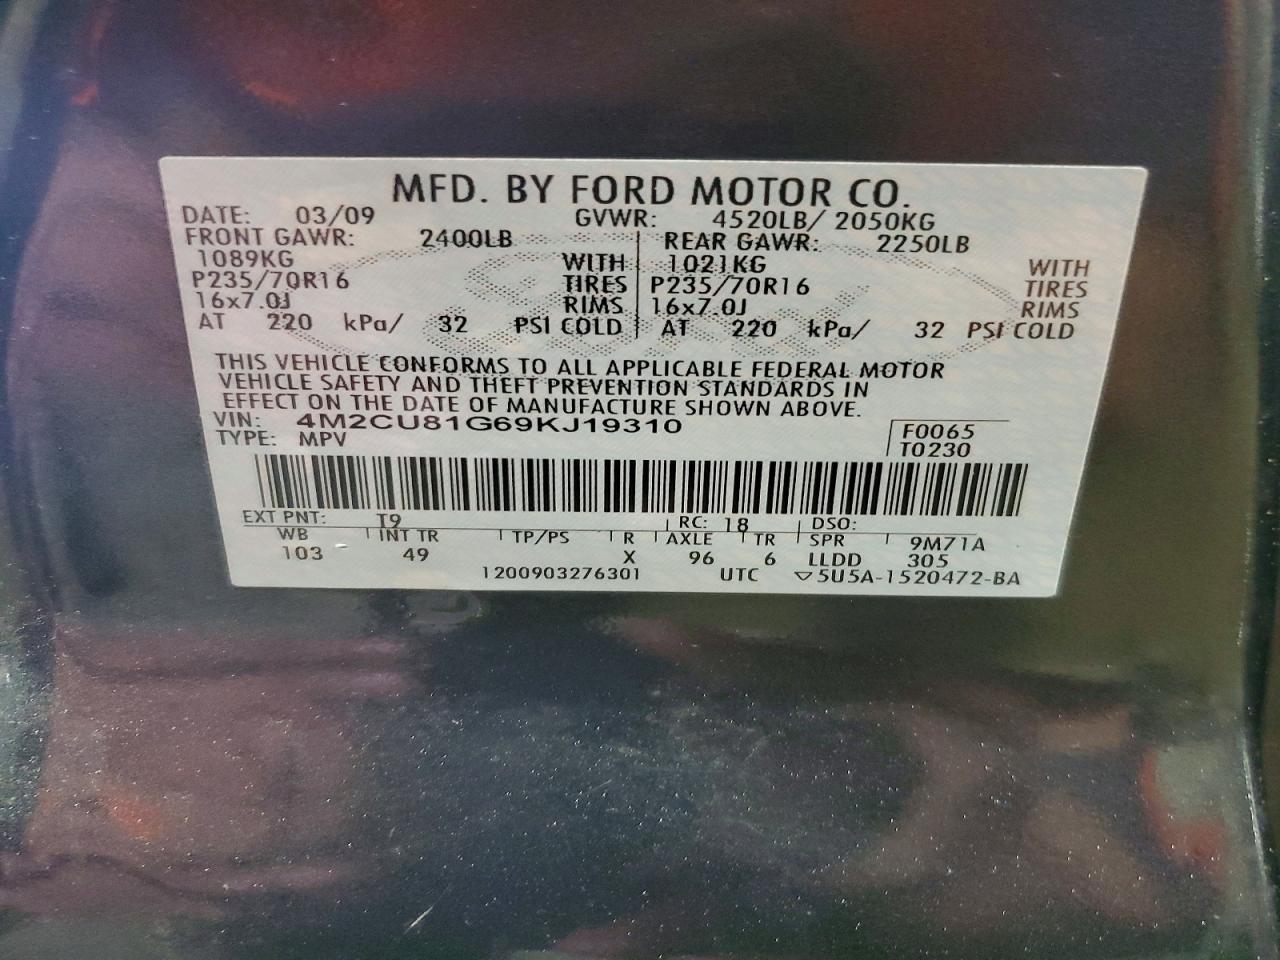 MFD. BY FORD MOTOR CO.
DATE: 03/09 GVWR: 4520LB/ 2050KG
FRONT GAWR: 2400LB REAR GAWR: 2250LB
1089KG WITH 1021KG WITH
P235/70R16 TIRES P235/70R16 TIRES
16x7.0J RIMS 16x7.0J RIMS
AT 220 kPa/ 32 PSI COLD AT 220 kPa/ 32 PSI COLD
THIS VEHICLE CONFORMS TO ALL APPLICABLE FEDERAL MOTOR
VEHICLE SAFETY AND THEFT PREVENTION STANDARDS IN
EFFECT ON THE DATE OF MANUFACTURE SHOWN ABOVE.
VIN: 4M2CU81G69KJ19310 F0065
TYPE: MPV T0230
EXT PNT: T9 RC: 18 DSO:
WB INT TR TP/PS R AXLE TR SPR 9M71A
103 49 X 96 6 LLDD 305
1200903276301 UTC ▽5U5A-1520472-BA